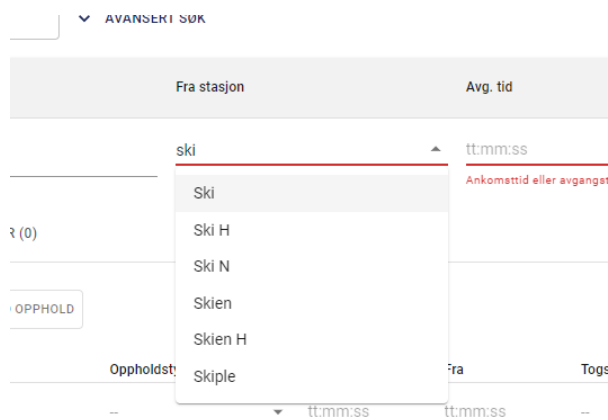 AVANSERT SØK
Fra stasjon Avg. tid
ski tt:mm:ss
Ankomsttid eller avgangst
Ski
Ski H
R (0)
Ski N
Skien
OPPHOLD
Skien H
Oppholdsty Skiple Fra Togs
-- tt:mm:ss tt:mm:ss --